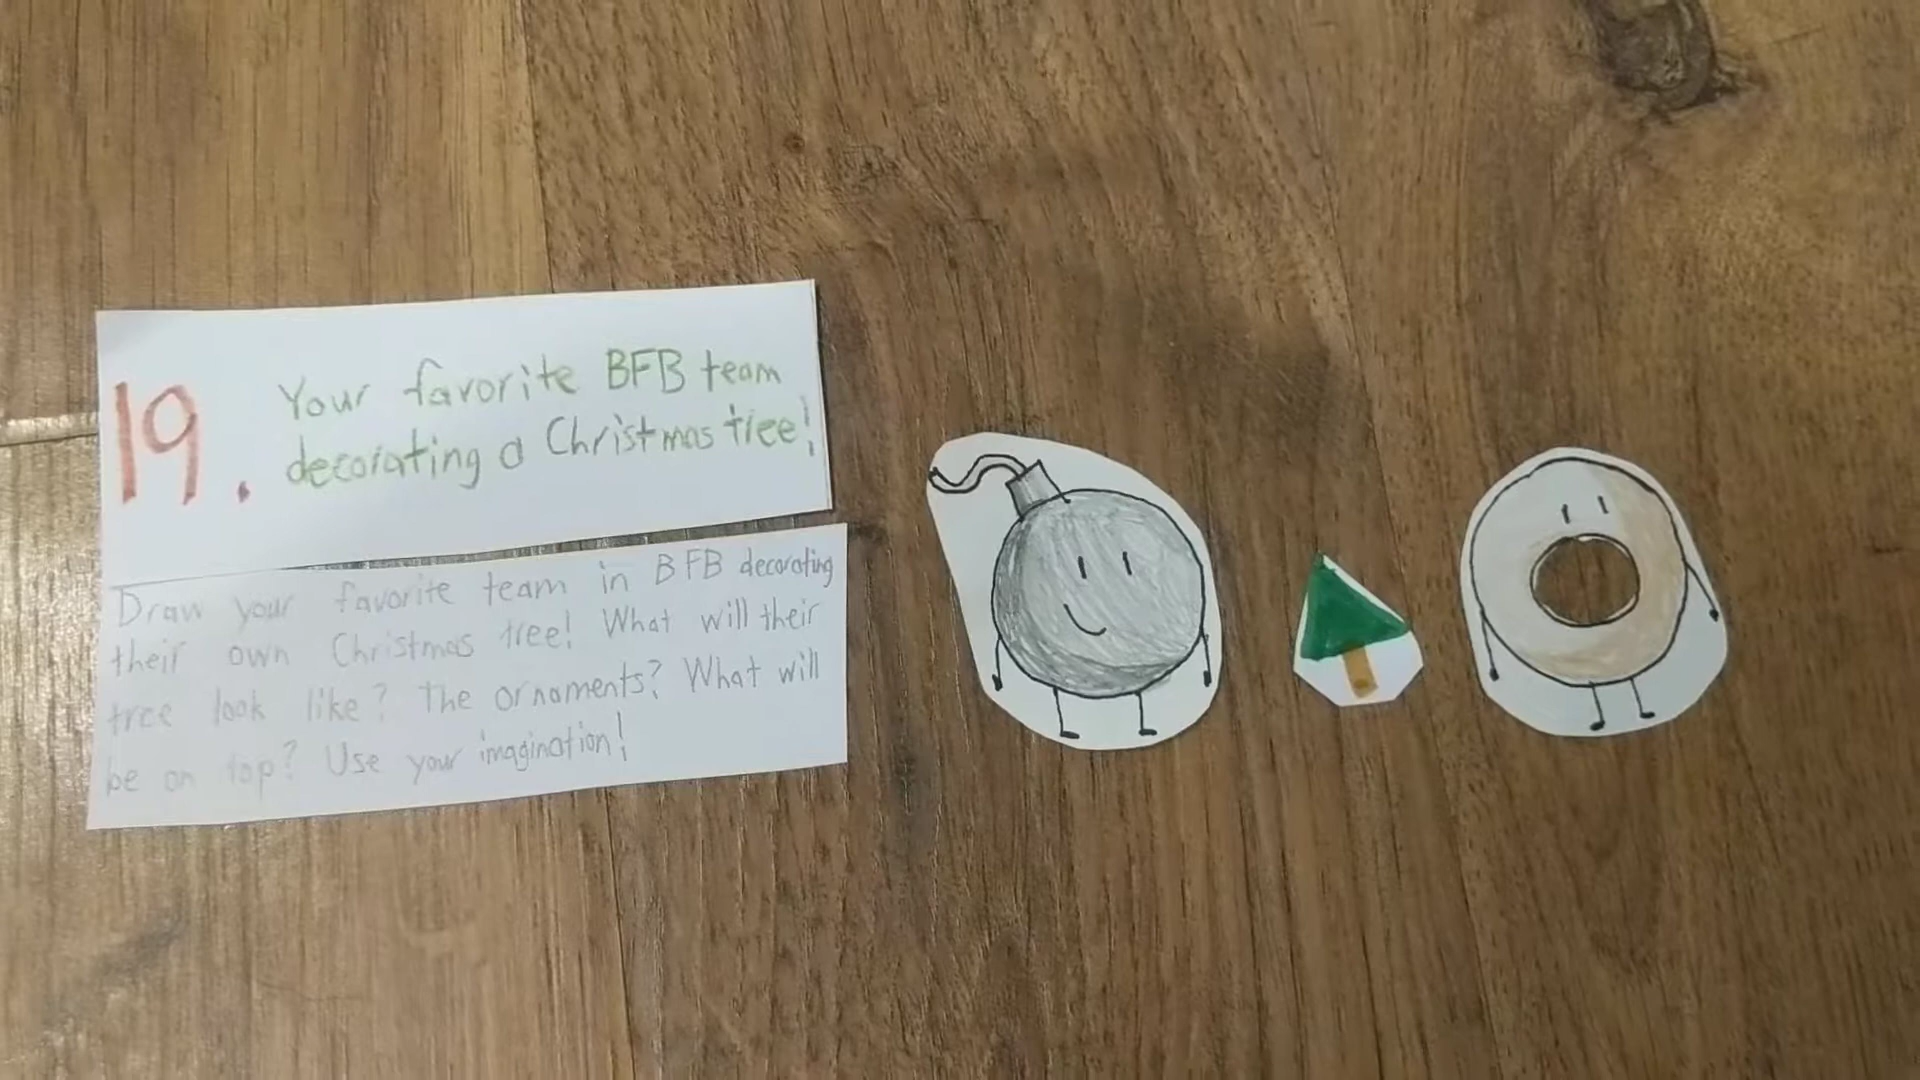 19. Your favorite BFB team
decorating a Christmas tree!
Draw your favorite team in BFB decorating
their own Christmas tree! What will their
tree look like? The ornaments? What will
be on top? Use your imagination!